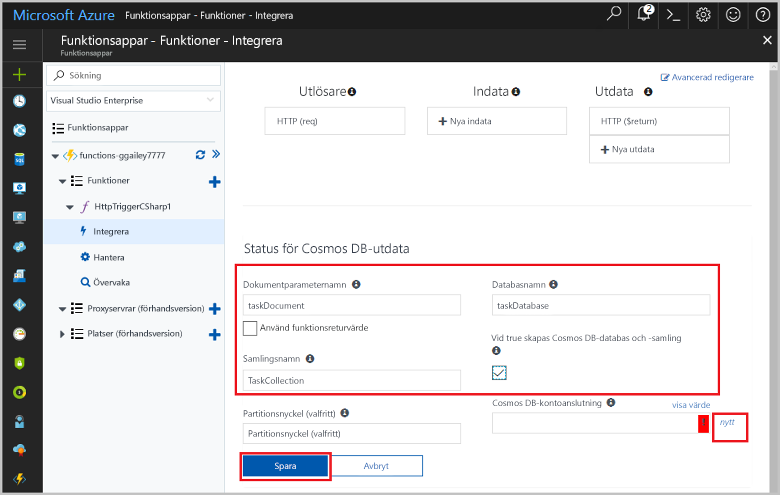 Microsoft Azure
Funktionsappar - Funktioner - Integrera
2
Funktionsappar - Funktioner - Integrera
Funktionsappar
Sökning
Visual Studio Enterprise
Funktionsappar
functions-ggailey7777
Funktioner
HttpTriggerCSharp1
Integrera
Hantera
Övervaka
Proxyservrar (förhandsversion)
Platser (förhandsversion)
Avancerad redigerare
Utlösare
Indata
Utdata
HTTP (req)
Nya indata
HTTP ($return)
Nya utdata
Status för Cosmos DB-utdata
Dokumentparameternamn
Databasnamn
taskDocument
taskDatabase
Använd funktionsreturvärde
Vid true skapas Cosmos DB-databas och -samling
Samlingsnamn
TaskCollection
Partitionsnyckel (valfritt)
Cosmos DB-kontoanslutning
visa värde
Partitionsnyckel (valfritt)
nytt
Spara
Avbryt